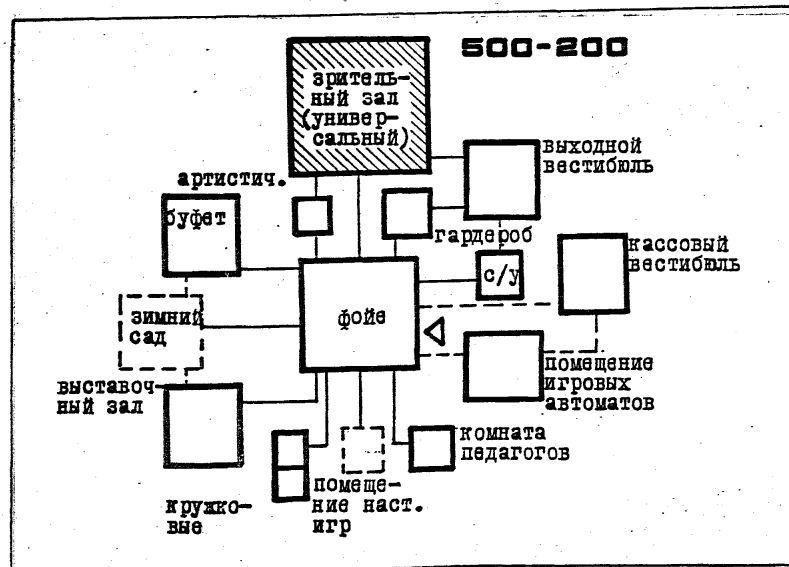 500-200
зритель-
ный зал
(универ-
сальный)
выходной
вестибюль
артистич.
буфет
гардероб
кассовый
вестибюль
с/у
зимний
сад
фойе
выставоч-
ный зал
помещение
игровых
автоматов
комната
педагогов
помеще-
ние наст.
игр
кружко-
вые